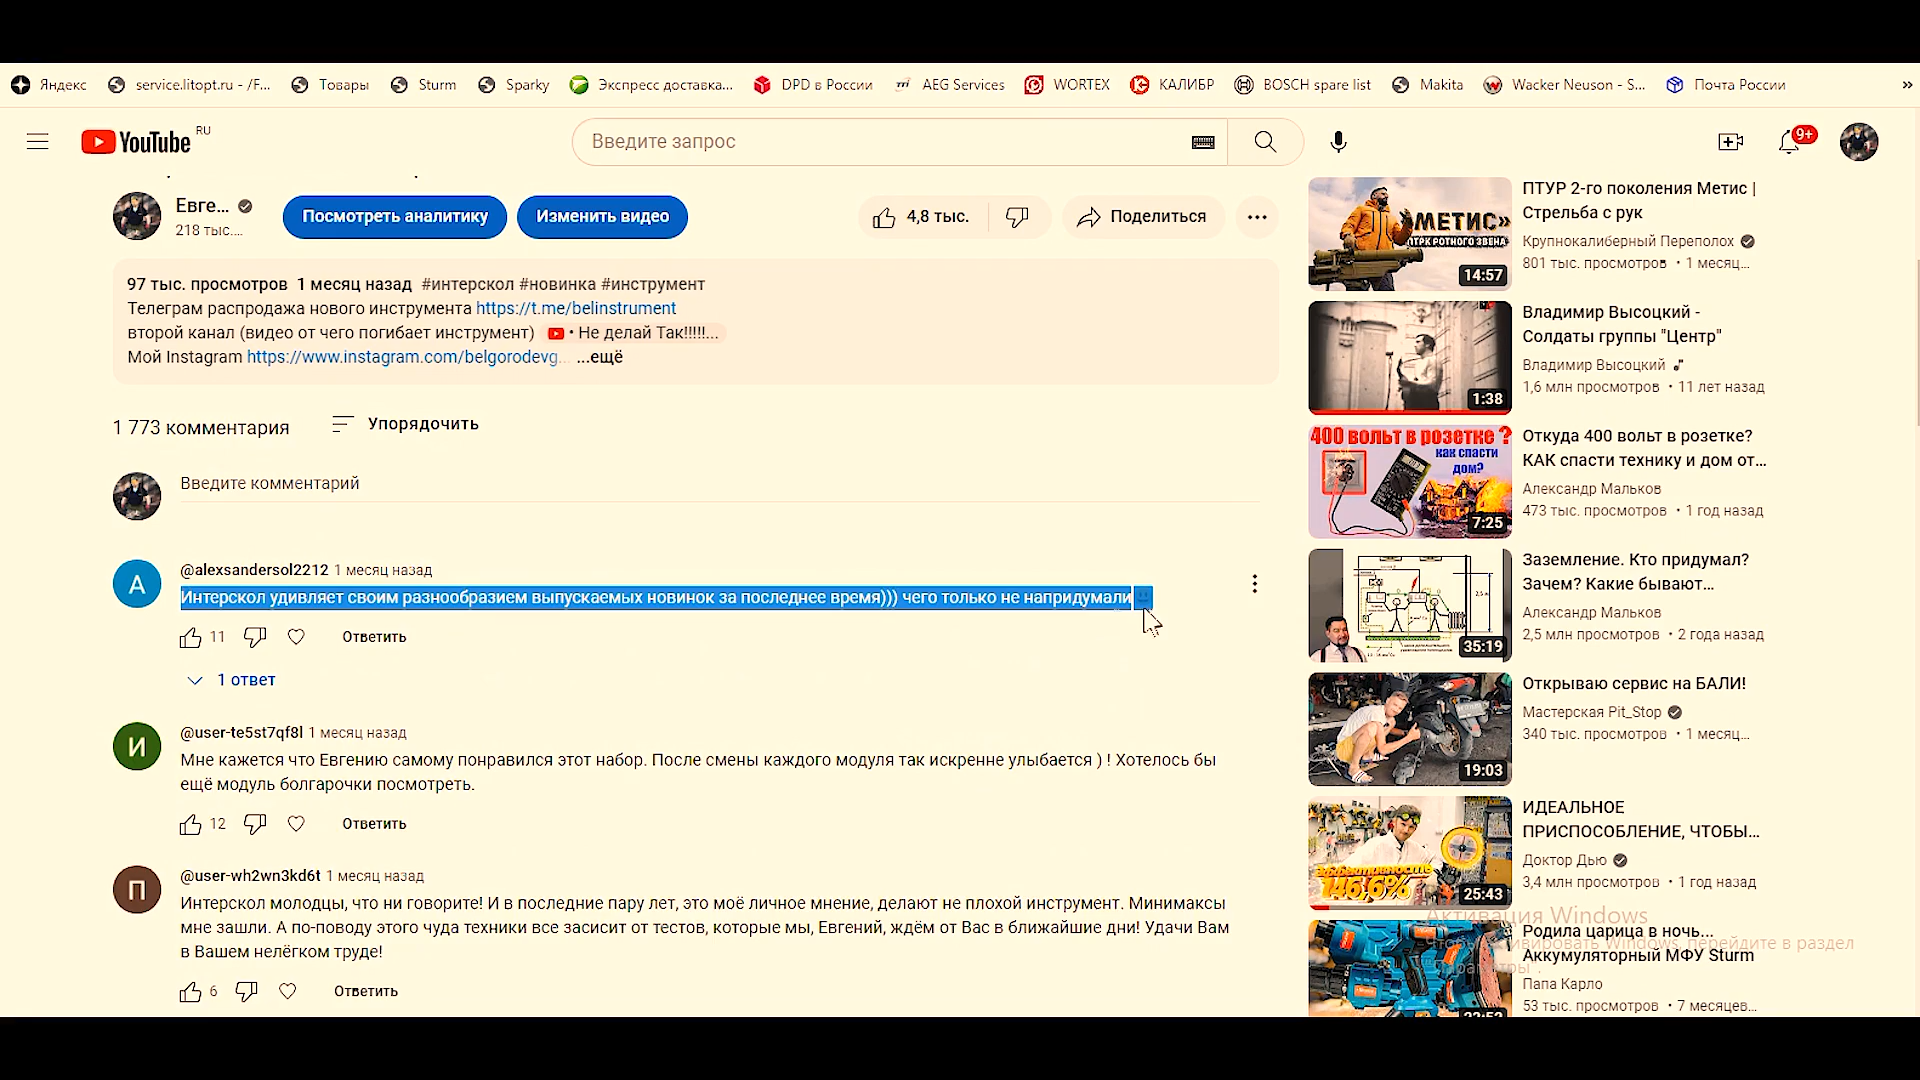 Яндекс
service.litopt.ru - /F...
Товары
Sturm
Sparky
Экспресс доставка...
DPD в России
AEG Services
WORTEX
КАЛИБР
BOSCH spare list
Makita
Wacker Neuson - S...
Почта России
»
YouTube RU
Введите запрос
9+
Евге...
218 тыс....
Посмотреть аналитику
Изменить видео
4,8 тыс.
Поделиться
97 тыс. просмотров 1 месяц назад #интерскол #новинка #инструмент
Телеграм распродажа нового инструмента https://t.me/belinstrument
второй канал (видео от чего погибает инструмент) • Не делай Так!!!!!...
Мой Instagram https://www.instagram.com/belgorodevg... ...ещё
1 773 комментария
Упорядочить
Введите комментарий
А
@alexsandersol2212 1 месяц назад
Интерскол удивляет своим разнообразием выпускаемых новинок за последнее время))) чего только не напридумали
11
Ответить
1 ответ
И
@user-te5st7qf8l 1 месяц назад
Мне кажется что Евгению самому понравился этот набор. После смены каждого модуля так искренне улыбается ) ! Хотелось бы
ещё модуль болгарочки посмотреть.
12
Ответить
П
@user-wh2wn3kd6t 1 месяц назад
Интерскол молодцы, что ни говорите! И в последние пару лет, это моё личное мнение, делают не плохой инструмент. Минимаксы
мне зашли. А по-поводу этого чуда техники все засисит от тестов, которые мы, Евгений, ждём от Вас в ближайшие дни! Удачи Вам
в Вашем нелёгком труде!
6
Ответить
МЕТИС»
ПТРК РОТНОГО ЗВЕНА
14:57
ПТУР 2-го поколения Метис |
Стрельба с рук
Крупнокалиберный Переполох
801 тыс. просмотров • 1 месяц...
1:38
Владимир Высоцкий -
Солдаты группы "Центр"
Владимир Высоцкий
1,6 млн просмотров • 11 лет назад
400 ВОЛЬТ В РОЗЕТКЕ ?
как спасти
дом?
7:25
Откуда 400 вольт в розетке?
КАК спасти технику и дом от...
Александр Мальков
473 тыс. просмотров • 1 год назад
35:19
Заземление. Кто придумал?
Зачем? Какие бывают...
Александр Мальков
2,5 млн просмотров • 2 года назад
19:03
Открываю сервис на БАЛИ!
Мастерская Pit_Stop
340 тыс. просмотров • 1 месяц...
ЭФФЕКТИВНОСТЬ
146,6%
25:43
ИДЕАЛЬНОЕ
ПРИСПОСОБЛЕНИЕ, ЧТОБЫ...
Доктор Дью
3,4 млн просмотров • 1 год назад
Активация Windows
Чтобы активировать Windows, перейдите в раздел
"Параметры".
Родила царица в ночь...
Аккумуляторный МФУ Sturm
Папа Карло
53 тыс. просмотров • 7 месяцев...